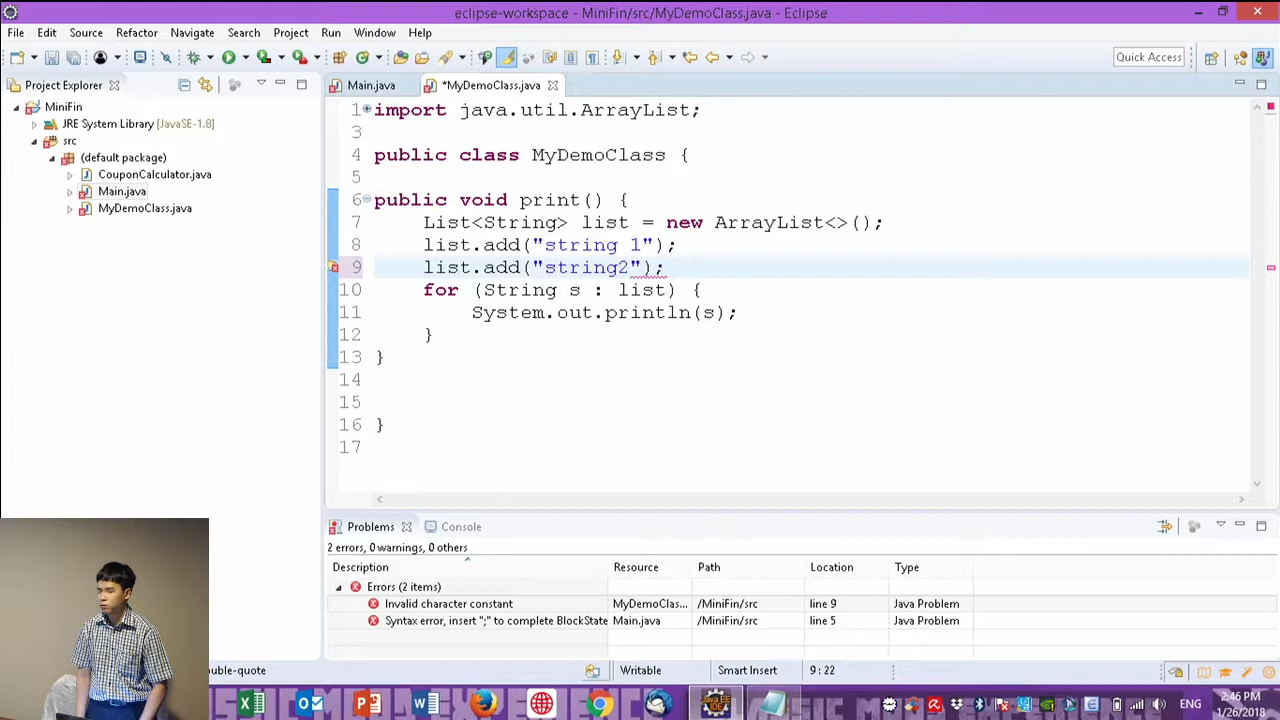 eclipse-workspace - MiniFin/src/MyDemoClass.java - Eclipse
File Edit Source Refactor Navigate Search Project Run Window Help
Quick Access
Project Explorer
Main.java *MyDemoClass.java
MiniFin
JRE System Library [JavaSE-1.8]
src
(default package)
CouponCalculator.java
Main.java
MyDemoClass.java
1 import java.util.ArrayList;
3
4 public class MyDemoClass {
5
6 public void print() {
7 List<String> list = new ArrayList<>();
8 list.add("string 1");
9 list.add("string2");
10 for (String s : list) {
11 System.out.println(s);
12 }
13 }
14
15
16 }
17
Problems Console
2 errors, 0 warnings, 0 others
Description Resource Path Location Type
Errors (2 items)
Invalid character constant MyDemoClas... /MiniFin/src line 9 Java Problem
Syntax error, insert ";" to complete BlockState Main.java /MiniFin/src line 5 Java Problem
ouble-quote Writable Smart Insert 9 : 22
ENG
2:46 PM
1/26/2018